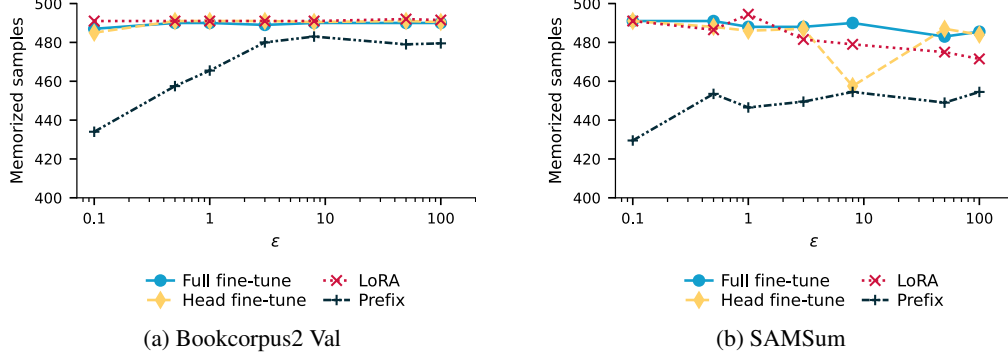 500
480
460
440
420
400
Memorized samples
0.1
1
10
100
ε
Full fine-tune
LoRA
Head fine-tune
Prefix
(a) Bookcorpus2 Val
500
480
460
440
420
400
Memorized samples
0.1
1
10
100
ε
Full fine-tune
LoRA
Head fine-tune
Prefix
(b) SAMSum